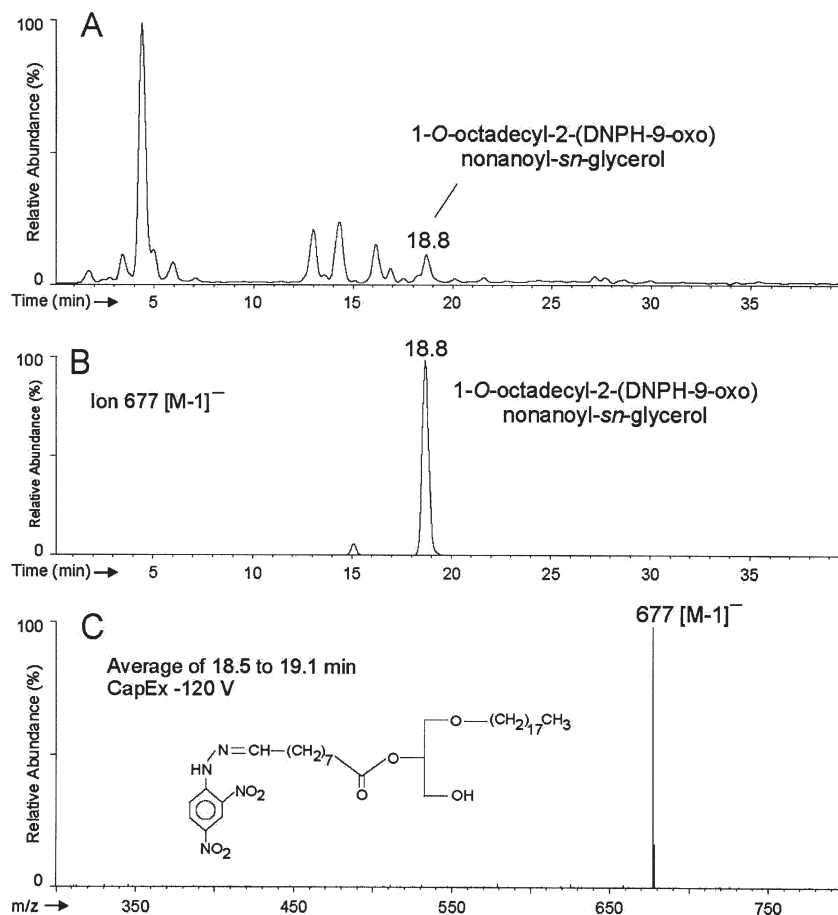 A
100
Relative Abundance (%)
1-O-octadecyl-2-(DNPH-9-oxo)
nonanoyl-sn-glycerol
18.8
0
Time (min) → 5 10 15 20 25 30 35
B
100
18.8
Ion 677 [M-1]⁻
1-O-octadecyl-2-(DNPH-9-oxo)
nonanoyl-sn-glycerol
Relative Abundance (%)
0
Time (min) → 5 10 15 20 25 30 35
C
677 [M-1]⁻
100
Average of 18.5 to 19.1 min
CapEx -120 V
Relative Abundance (%)
O—(CH₂)₁₇CH₃
N=CH—(CH₂)₇
O
HN
O
OH
NO₂
NO₂
0
m/z → 350 450 550 650 750